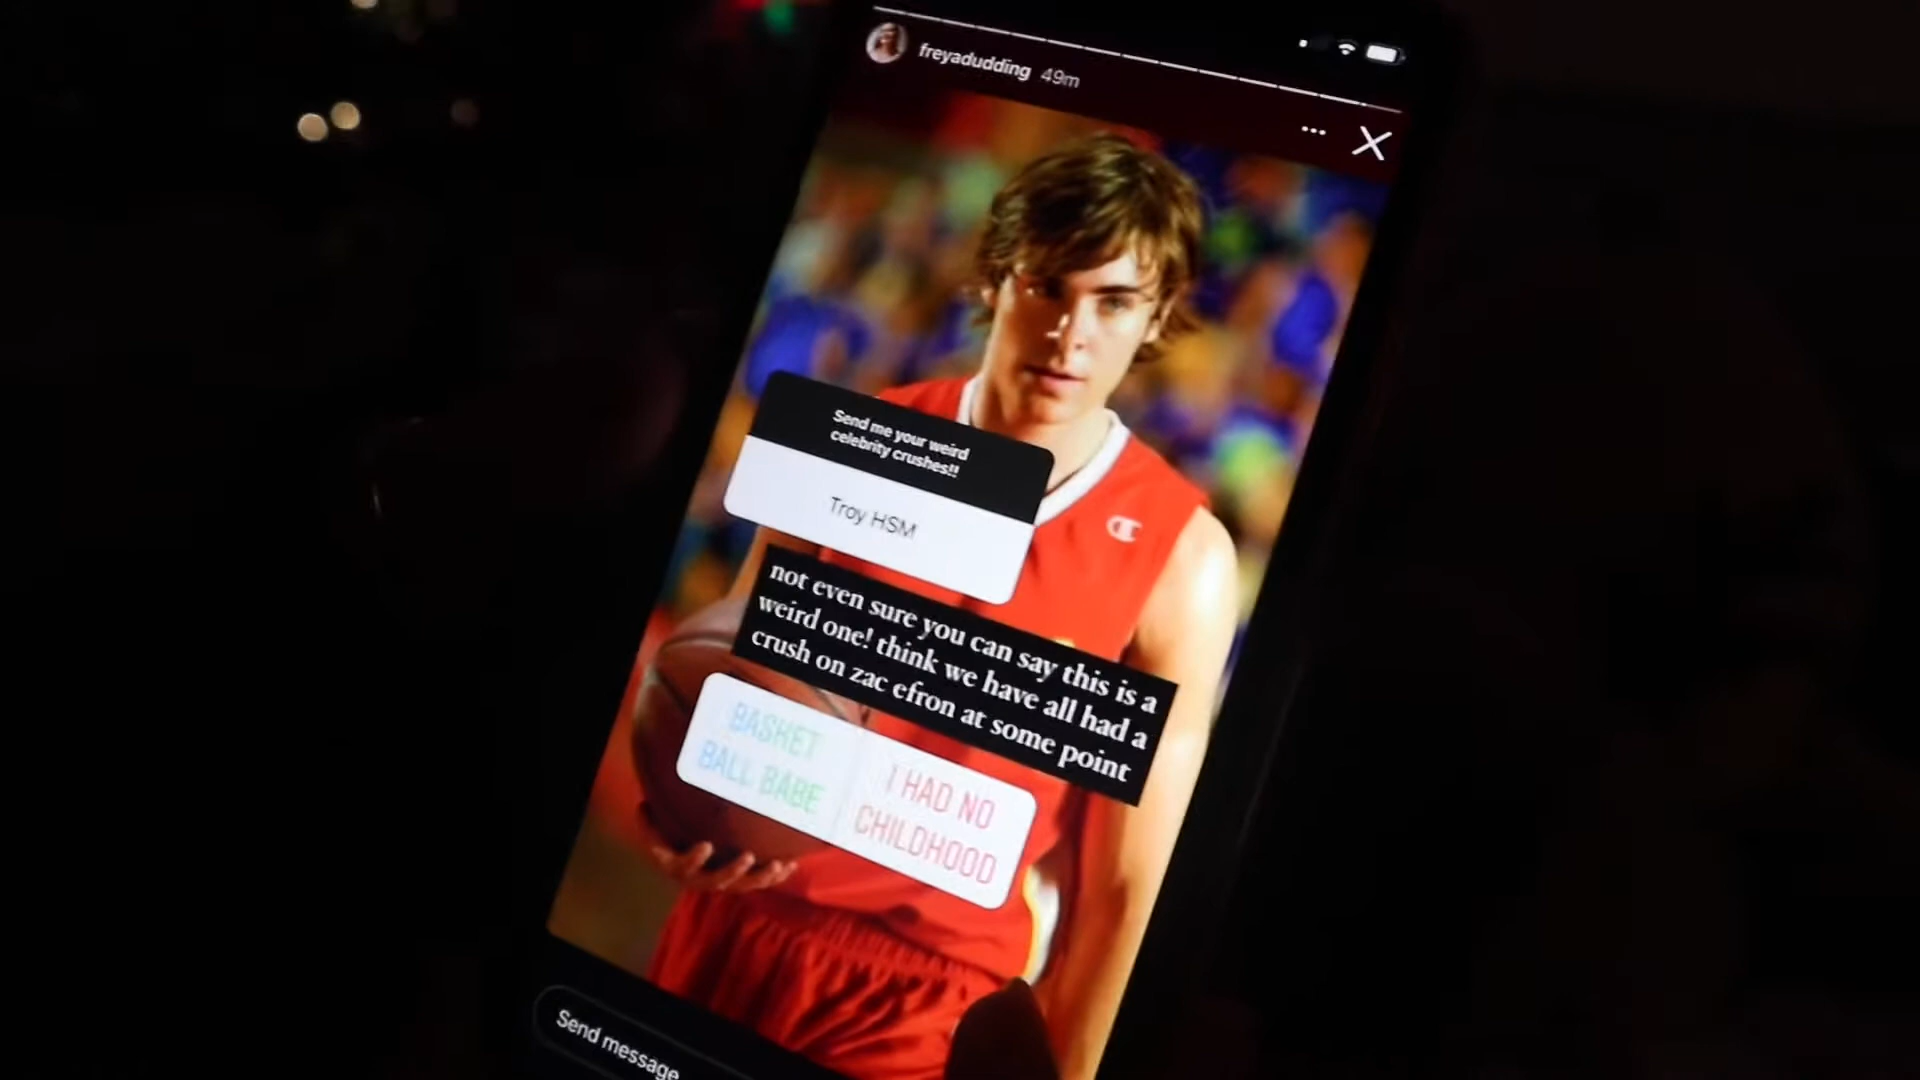 freyadudding 49m
Send me your weird
celebrity crushes!!
Troy HSM
not even sure you can say this is a
weird one! think we have all had a
crush on zac efron at some point
BASKET
BALL BABE
I HAD NO
CHILDHOOD
Send message